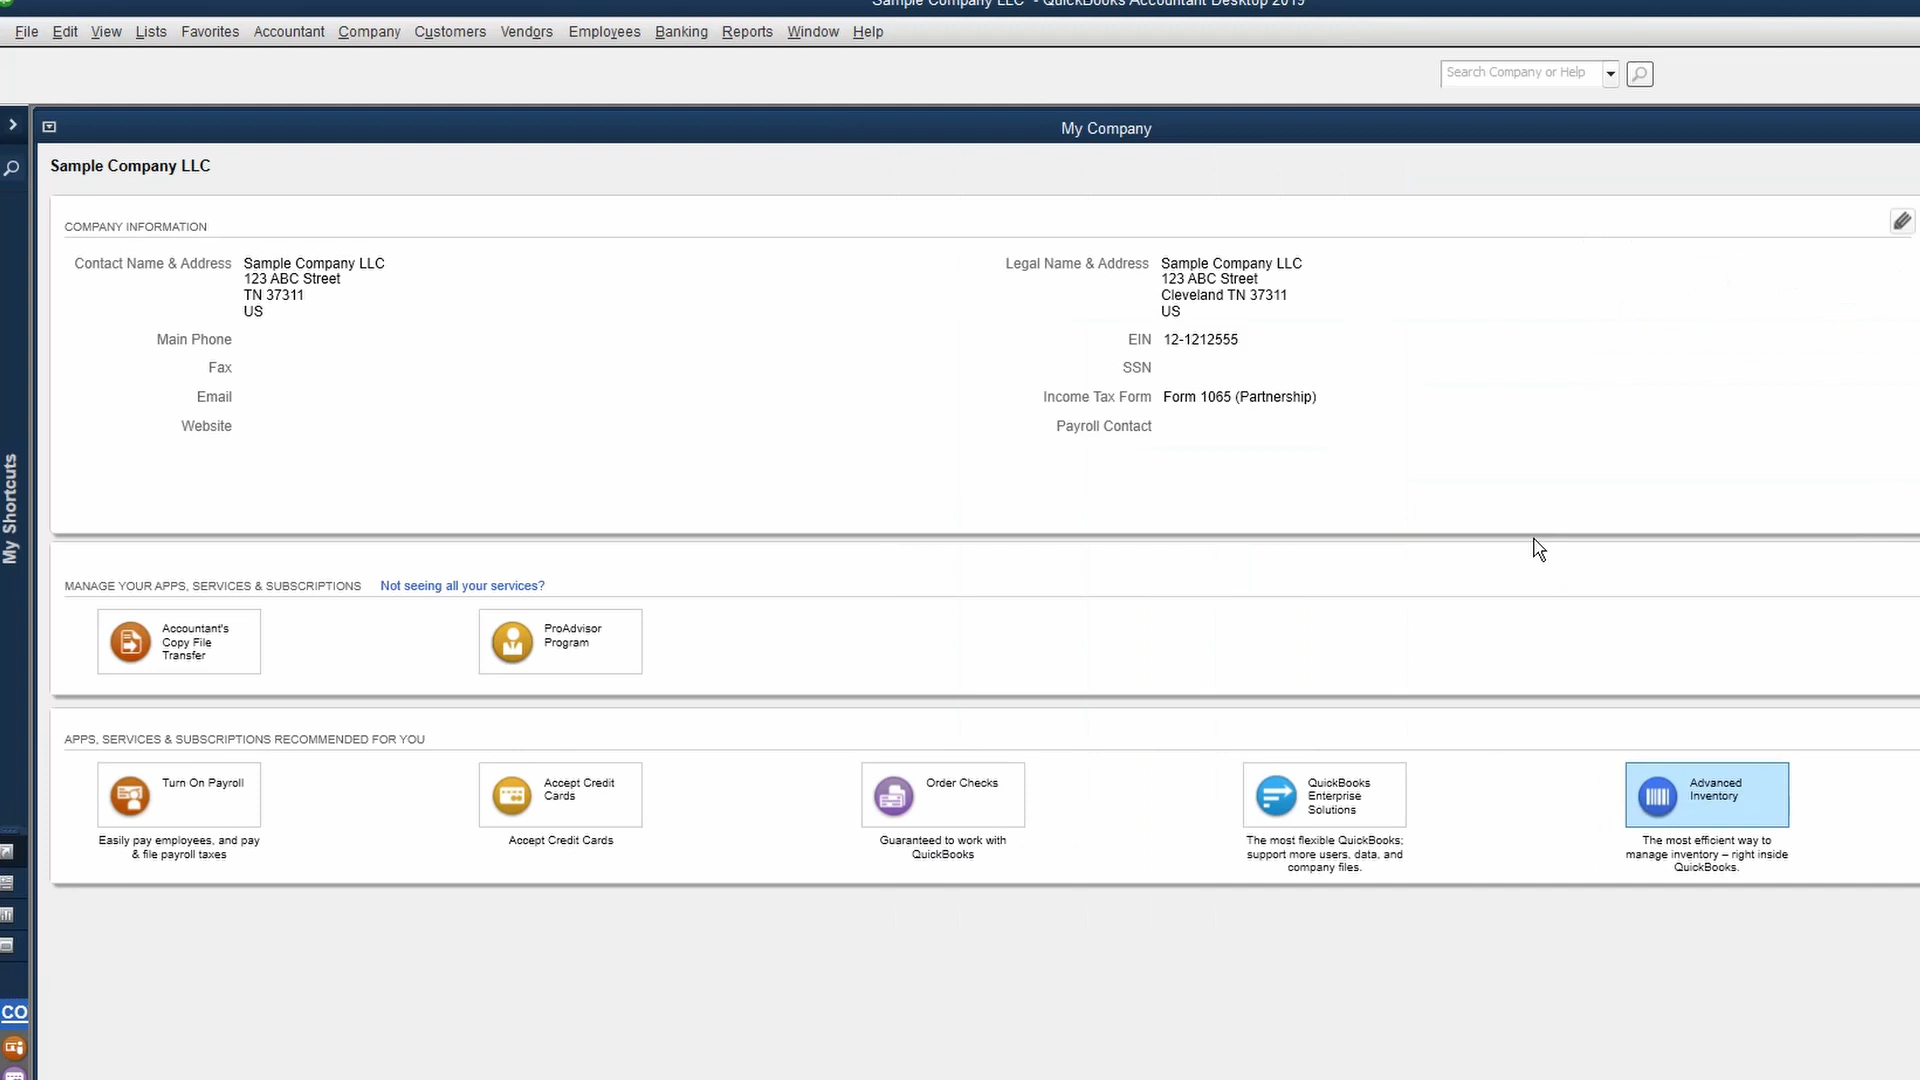 Sample Company LLC - QuickBooks Accountant Desktop 2019
File Edit View Lists Favorites Accountant Company Customers Vendors Employees Banking Reports Window Help
Search Company or Help
My Company
Sample Company LLC
COMPANY INFORMATION
Contact Name & Address Sample Company LLC
123 ABC Street
TN 37311
US
Main Phone
Fax
Email
Website
Legal Name & Address Sample Company LLC
123 ABC Street
Cleveland TN 37311
US
EIN 12-1212555
SSN
Income Tax Form Form 1065 (Partnership)
Payroll Contact
My Shortcuts
MANAGE YOUR APPS, SERVICES & SUBSCRIPTIONS Not seeing all your services?
Accountant's
Copy File
Transfer
ProAdvisor
Program
APPS, SERVICES & SUBSCRIPTIONS RECOMMENDED FOR YOU
Turn On Payroll
Easily pay employees, and pay
& file payroll taxes
Accept Credit
Cards
Accept Credit Cards
Order Checks
Guaranteed to work with
QuickBooks
QuickBooks
Enterprise
Solutions
The most flexible QuickBooks;
support more users, data, and
company files.
Advanced
Inventory
The most efficient way to
manage inventory – right inside
QuickBooks.
CO